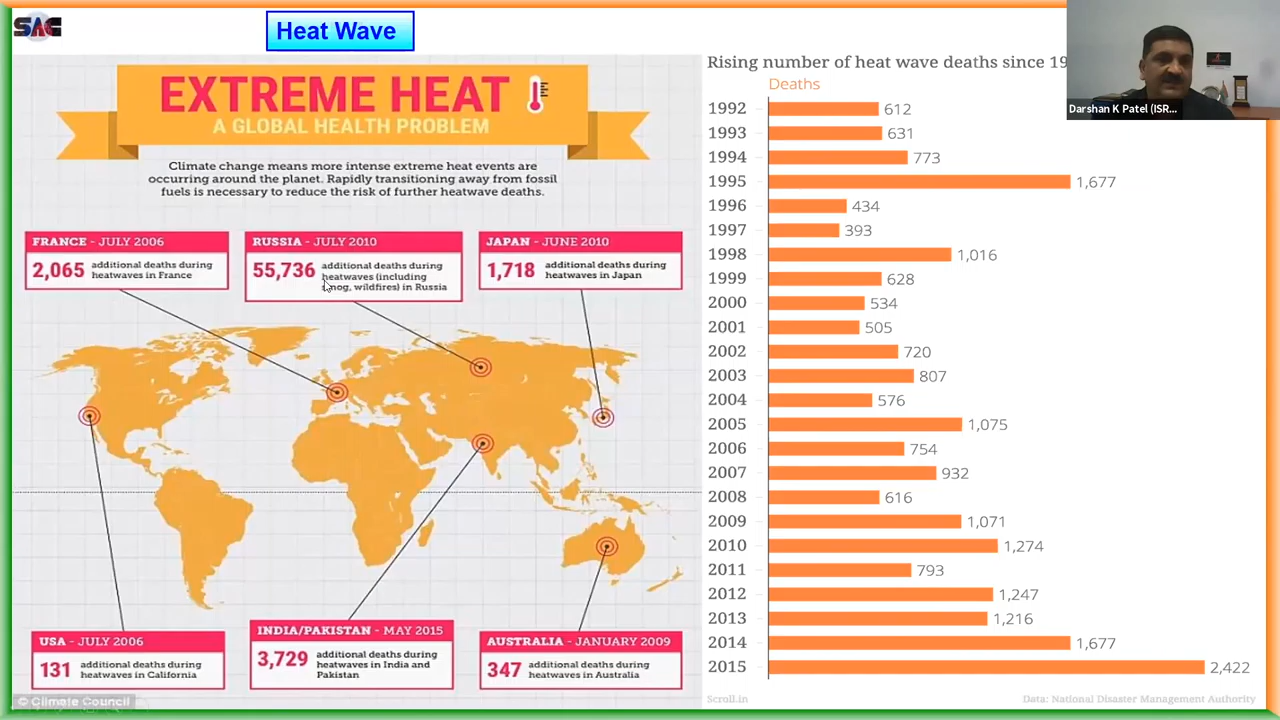 SAC
Heat Wave
EXTREME HEAT
A GLOBAL HEALTH PROBLEM
Climate change means more intense extreme heat events are
occurring around the planet. Rapidly transitioning away from fossil
fuels is necessary to reduce the risk of further heatwave deaths.
FRANCE - JULY 2006
2,065 additional deaths during
heatwaves in France
RUSSIA - JULY 2010
55,736 additional deaths during
heatwaves (including
smog, wildfires) in Russia
JAPAN - JUNE 2010
1,718 additional deaths during
heatwaves in Japan
USA - JULY 2006
131 additional deaths during
heatwaves in California
INDIA/PAKISTAN - MAY 2015
3,729 additional deaths during
heatwaves in India and
Pakistan
AUSTRALIA - JANUARY 2009
347 additional deaths during
heatwaves in Australia
© Climate Council
Rising number of heat wave deaths since 19
Deaths
1992 612
1993 631
1994 773
1995 1,677
1996 434
1997 393
1998 1,016
1999 628
2000 534
2001 505
2002 720
2003 807
2004 576
2005 1,075
2006 754
2007 932
2008 616
2009 1,071
2010 1,274
2011 793
2012 1,247
2013 1,216
2014 1,677
2015 2,422
Scroll.in
Data: National Disaster Management Authority
Darshan K Patel (ISR...